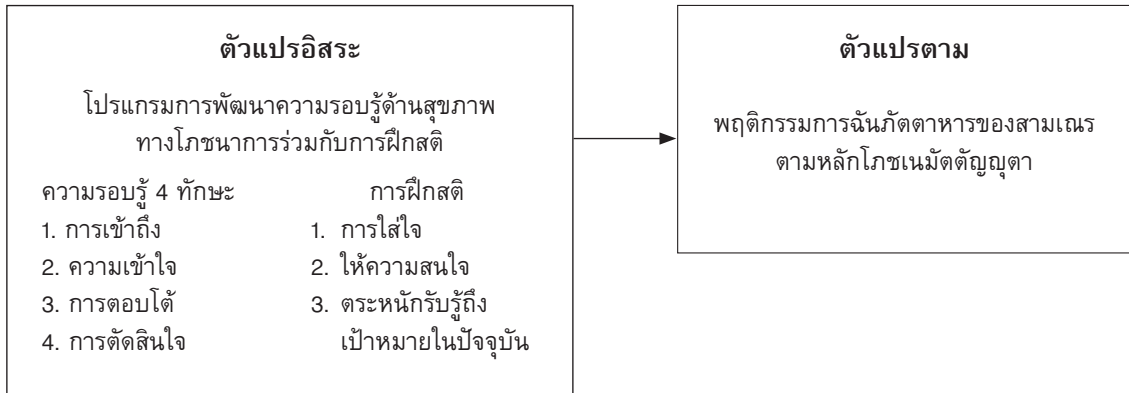 ตัวแปรอิสระ
โปรแกรมการพัฒนาความรอบรู้ด้านสุขภาพ
ทางโภชนาการร่วมกับการฝึกสติ
ความรอบรู้ 4 ทักษะ
1. การเข้าถึง
2. ความเข้าใจ
3. การตอบโต้
4. การตัดสินใจ
การฝึกสติ
1. การใส่ใจ
2. ให้ความสนใจ
3. ตระหนักรับรู้ถึง
เป้าหมายในปัจจุบัน
ตัวแปรตาม
พฤติกรรมการฉันภัตตาหารของสามเณร
ตามหลักโภชเนมัตตัญญุตา